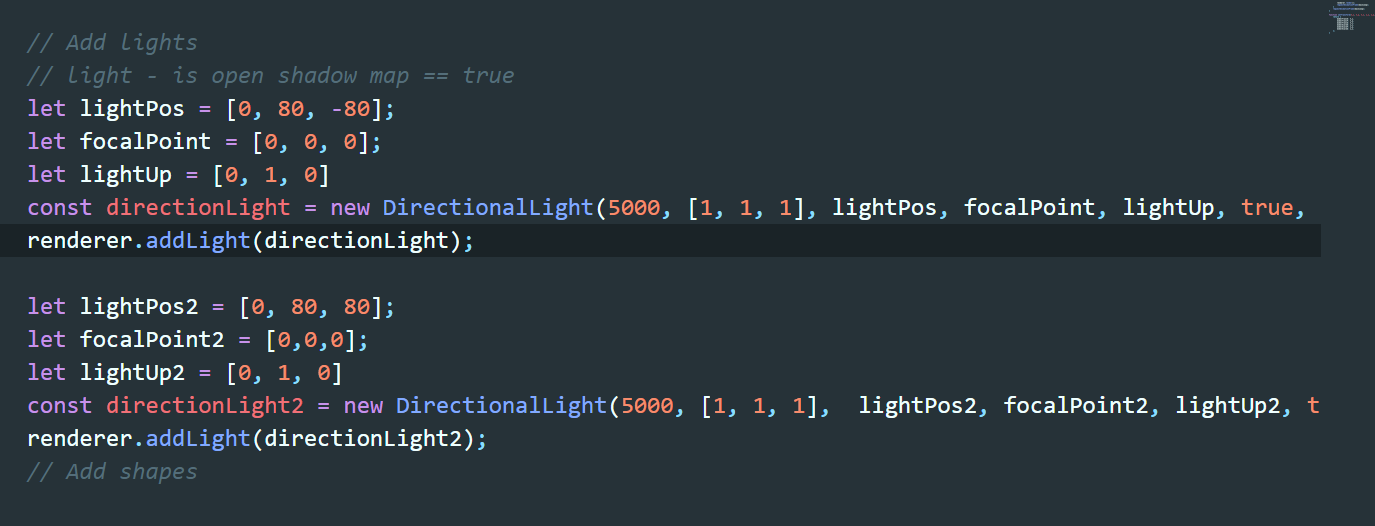 // Add lights
// light - is open shadow map == true
let lightPos = [0, 80, -80];
let focalPoint = [0, 0, 0];
let lightUp = [0, 1, 0]
const directionLight = new DirectionalLight(5000, [1, 1, 1], lightPos, focalPoint, lightUp, true,
renderer.addLight(directionLight);
let lightPos2 = [0, 80, 80];
let focalPoint2 = [0,0,0];
let lightUp2 = [0, 1, 0]
const directionLight2 = new DirectionalLight(5000, [1, 1, 1],  lightPos2, focalPoint2, lightUp2, t
renderer.addLight(directionLight2);
// Add shapes